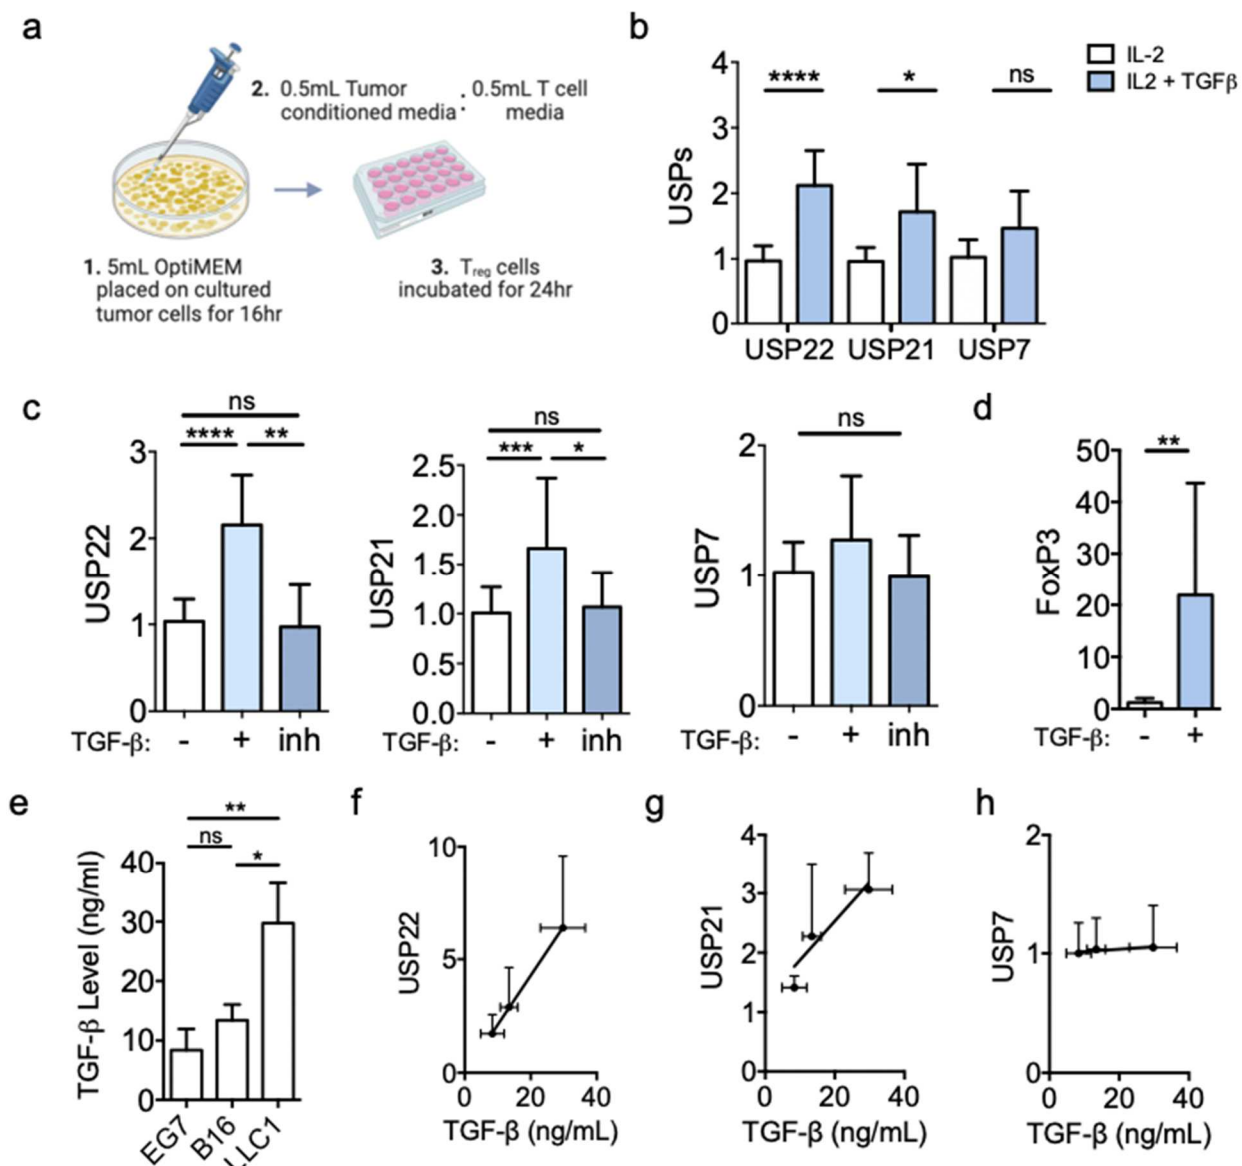 a
2. 0.5mL Tumor : 0.5mL T cell
conditioned media media
1. 5mL OptiMEM
placed on cultured
tumor cells for 16hr
3. Treg cells
incubated for 24hr
b
IL-2
IL2 + TGFβ
**** * ns
4
3
2
1
0
USPs
USP22 USP21 USP7
c
ns
**** **
3
2
1
0
USP22
TGF-β: - + inh
ns
*** *
2.5
2.0
1.5
1.0
0.5
0.0
USP21
TGF-β: - + inh
ns
2
1
0
USP7
TGF-β: - + inh
d
**
50
40
30
20
10
0
FoxP3
TGF-β: - +
e
**
ns
*
40
30
20
10
0
TGF-β Level (ng/ml)
EG7 B16 LLC1
f
10
5
0
USP22
0 20 40
TGF-β (ng/mL)
g
4
3
2
1
0
USP21
0 20 40
TGF-β (ng/mL)
h
2
1
0
USP7
0 20 40
TGF-β (ng/mL)